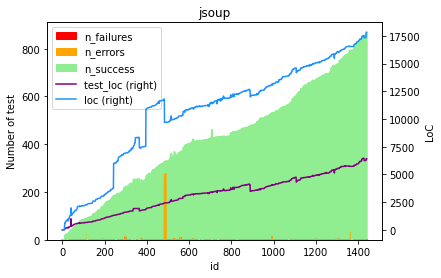 jsoup
n_failures
n_errors
n_success
test_loc (right)
loc (right)
Number of test
800
600
400
200
0
17500
15000
12500
10000
7500
5000
2500
0
LoC
0 200 400 600 800 1000 1200 1400
id